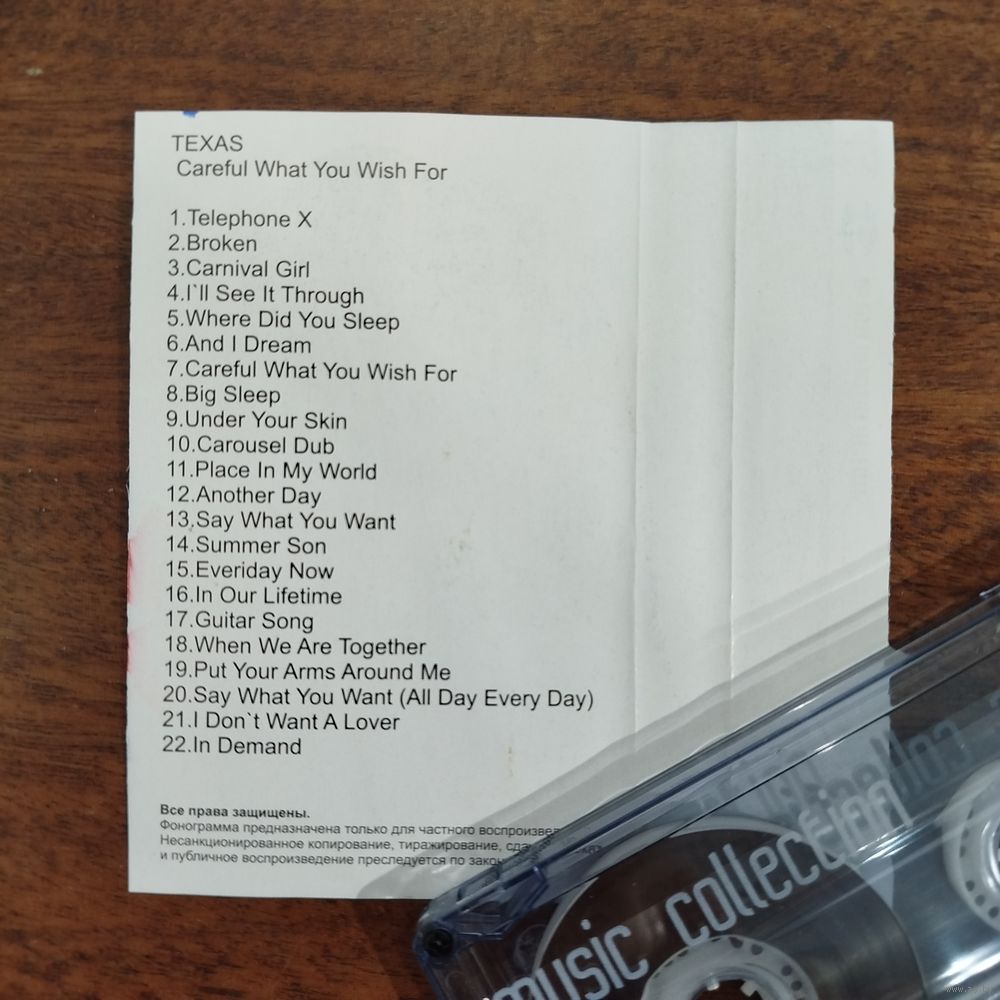 TEXAS
Careful What You Wish For
1.Telephone X
2.Broken
3.Carnival Girl
4.I`ll See It Through
5.Where Did You Sleep
6.And I Dream
7.Careful What You Wish For
8.Big Sleep
9.Under Your Skin
10.Carousel Dub
11.Place In My World
12.Another Day
13.Say What You Want
14.Summer Son
15.Everiday Now
16.In Our Lifetime
17.Guitar Song
18.When We Are Together
19.Put Your Arms Around Me
20.Say What You Want (All Day Every Day)
21.I Don`t Want A Lover
22.In Demand
Все права защищены.
Фонограмма предназначена только для частного
Несанкционированное копирование, тиражирование,
и публичное воспроизведение преследуется по
music collection